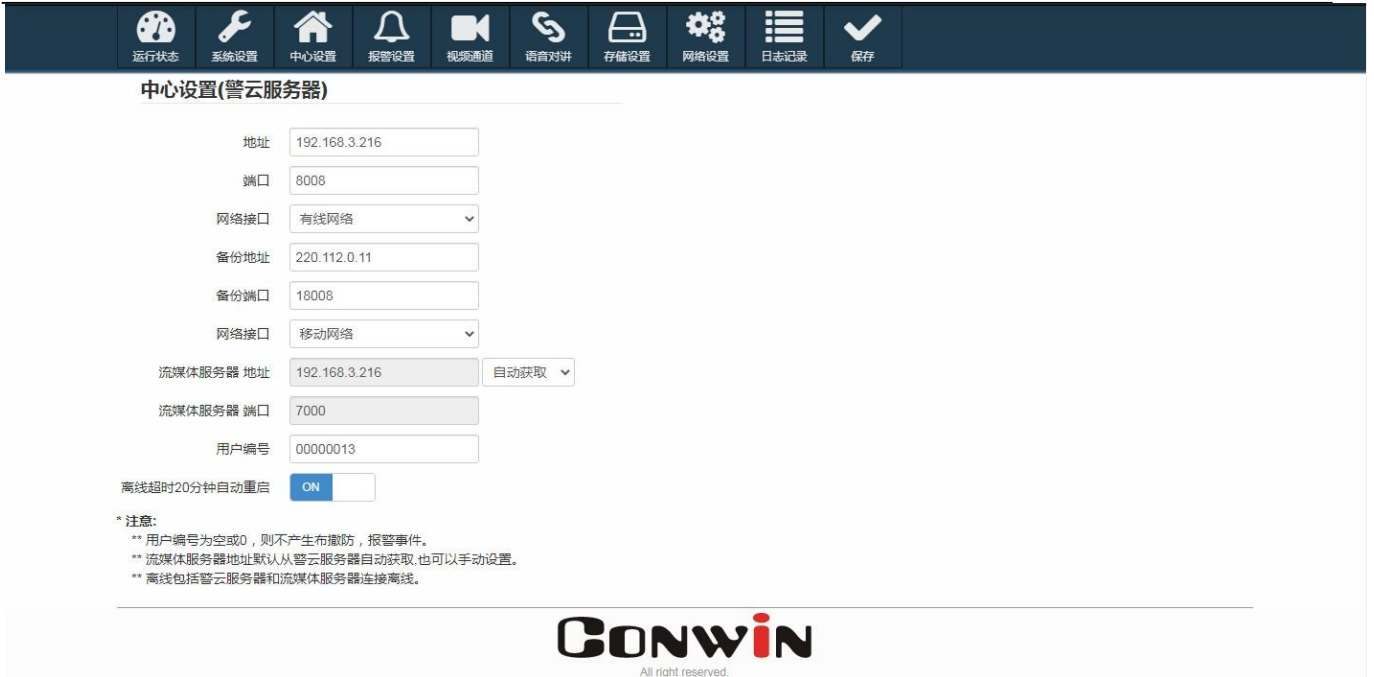 运行状态 系统设置 中心设置 报警设置 视频通道 语音对讲 存储设置 网络设置 日志记录 保存
中心设置(警云服务器)
地址 192.168.3.216
端口 8008
网络接口 有线网络
备份地址 220.112.0.11
备份端口 18008
网络接口 移动网络
流媒体服务器 地址 192.168.3.216 自动获取
流媒体服务器 端口 7000
用户编号 00000013
离线超时20分钟自动重启 ON
* 注意:
** 用户编号为空或0，则不产生布撤防，报警事件。
** 流媒体服务器地址默认从警云服务器自动获取,也可以手动设置。
** 离线包括警云服务器和流媒体服务器连接离线。
CONWIN
All right reserved.